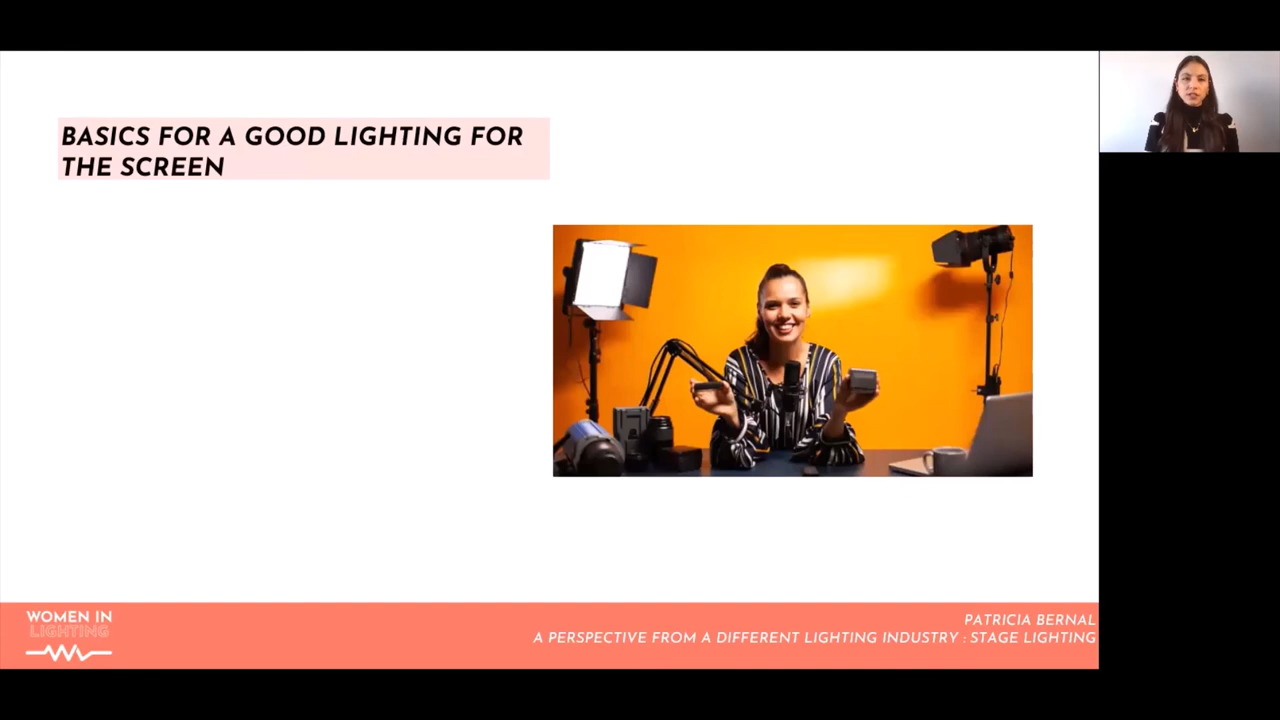 BASICS FOR A GOOD LIGHTING FOR
THE SCREEN
WOMEN IN
LIGHTING
PATRICIA BERNAL
A PERSPECTIVE FROM A DIFFERENT LIGHTING INDUSTRY : STAGE LIGHTING